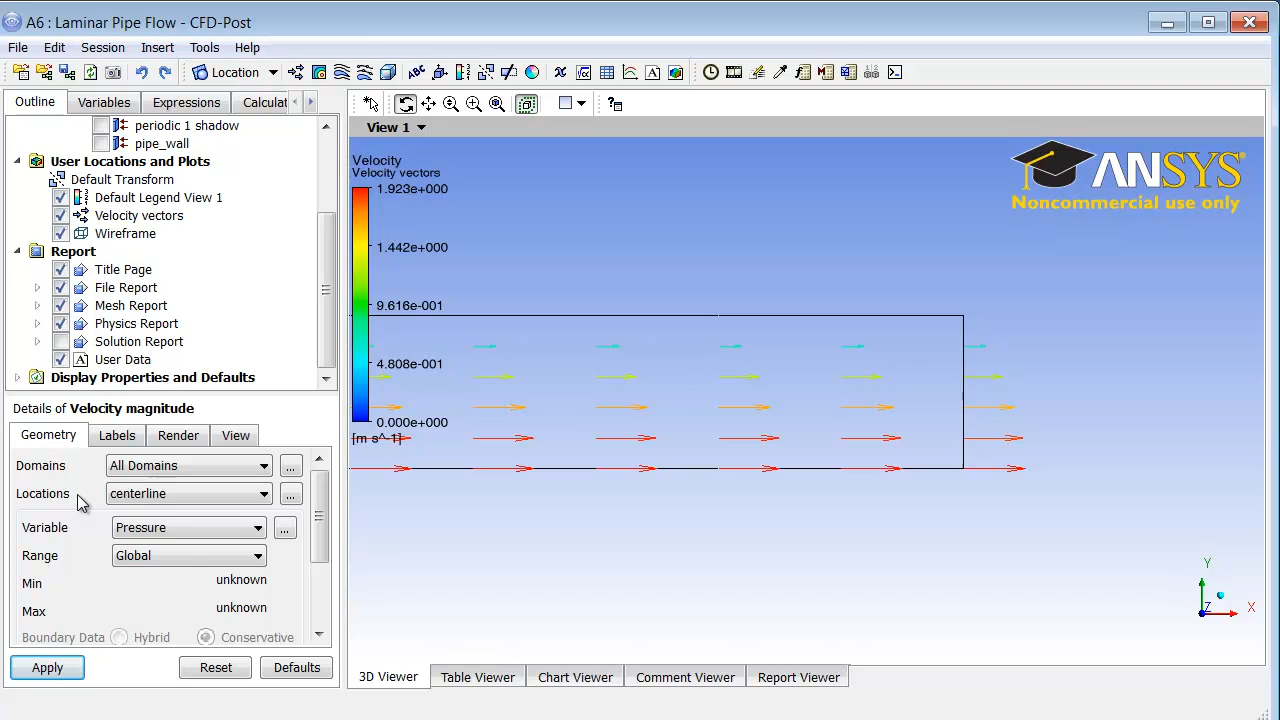 A6 : Laminar Pipe Flow - CFD-Post
File Edit Session Insert Tools Help
Location
Outline Variables Expressions Calculat
periodic 1 shadow
pipe_wall
User Locations and Plots
Default Transform
Default Legend View 1
Velocity vectors
Wireframe
Report
Title Page
File Report
Mesh Report
Physics Report
Solution Report
User Data
Display Properties and Defaults
Details of Velocity magnitude
Geometry Labels Render View
Domains All Domains ...
Locations centerline ...
Variable Pressure ...
Range Global
Min unknown
Max unknown
Boundary Data Hybrid Conservative
Apply Reset Defaults
View 1
Velocity
Velocity vectors
1.923e+000
1.442e+000
9.616e-001
4.808e-001
0.000e+000
[m s^-1]
ANSYS
Noncommercial use only
Y
Z X
3D Viewer Table Viewer Chart Viewer Comment Viewer Report Viewer